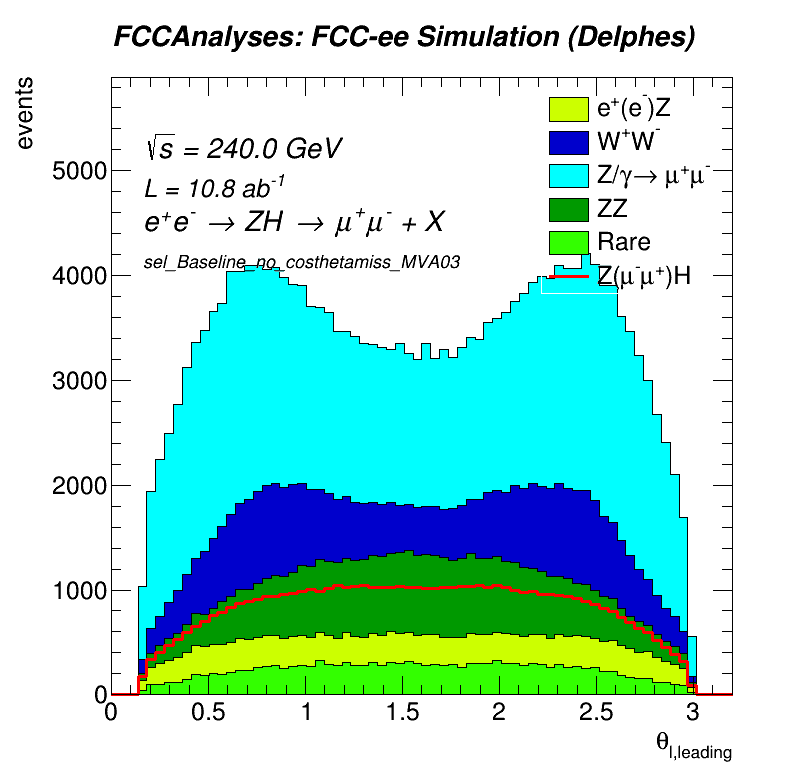 FCCAnalyses: FCC-ee Simulation (Delphes)
events
√s = 240.0 GeV
L = 10.8 ab⁻¹
e⁺e⁻ → ZH → μ⁺μ⁻ + X
sel_Baseline_no_costhetamiss_MVA03
e⁺(e⁻)Z
W⁺W⁻
Z/γ→ μ⁺μ⁻
ZZ
Rare
Z(μ⁻μ⁺)H
5000
4000
3000
2000
1000
0
0 0.5 1 1.5 2 2.5 3
θl,leading